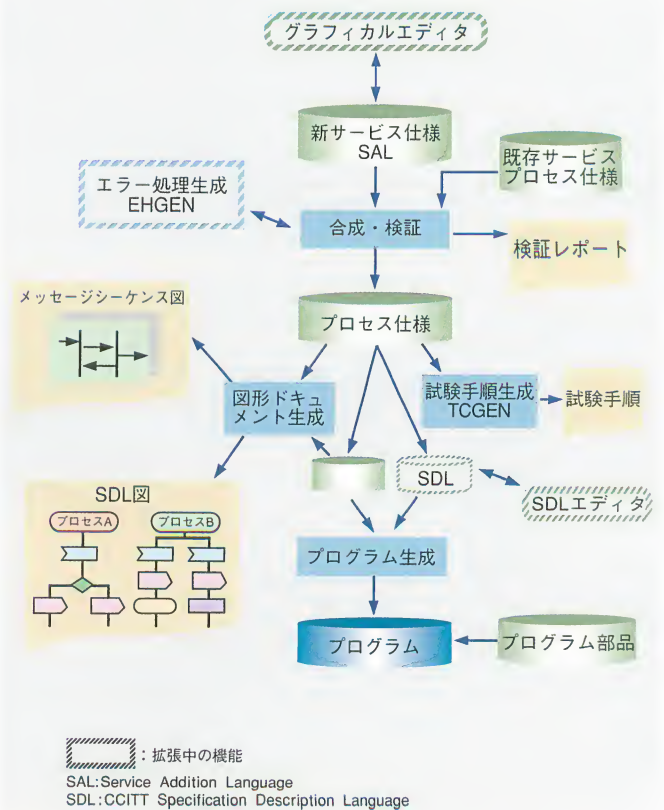 グラフィカルエディタ
新サービス仕様
SAL
既存サービス
プロセス仕様
エラー処理生成
EHGEN
合成・検証
検証レポート
メッセージシーケンス図
プロセス仕様
図形ドキュ
メント生成
試験手順生成
TCGEN
試験手順
SDL図
SDL
SDLエディタ
プロセスA
プロセスB
プログラム生成
プログラム
プログラム部品
：拡張中の機能
SAL:Service Addition Language
SDL:CCITT Specification Description Language